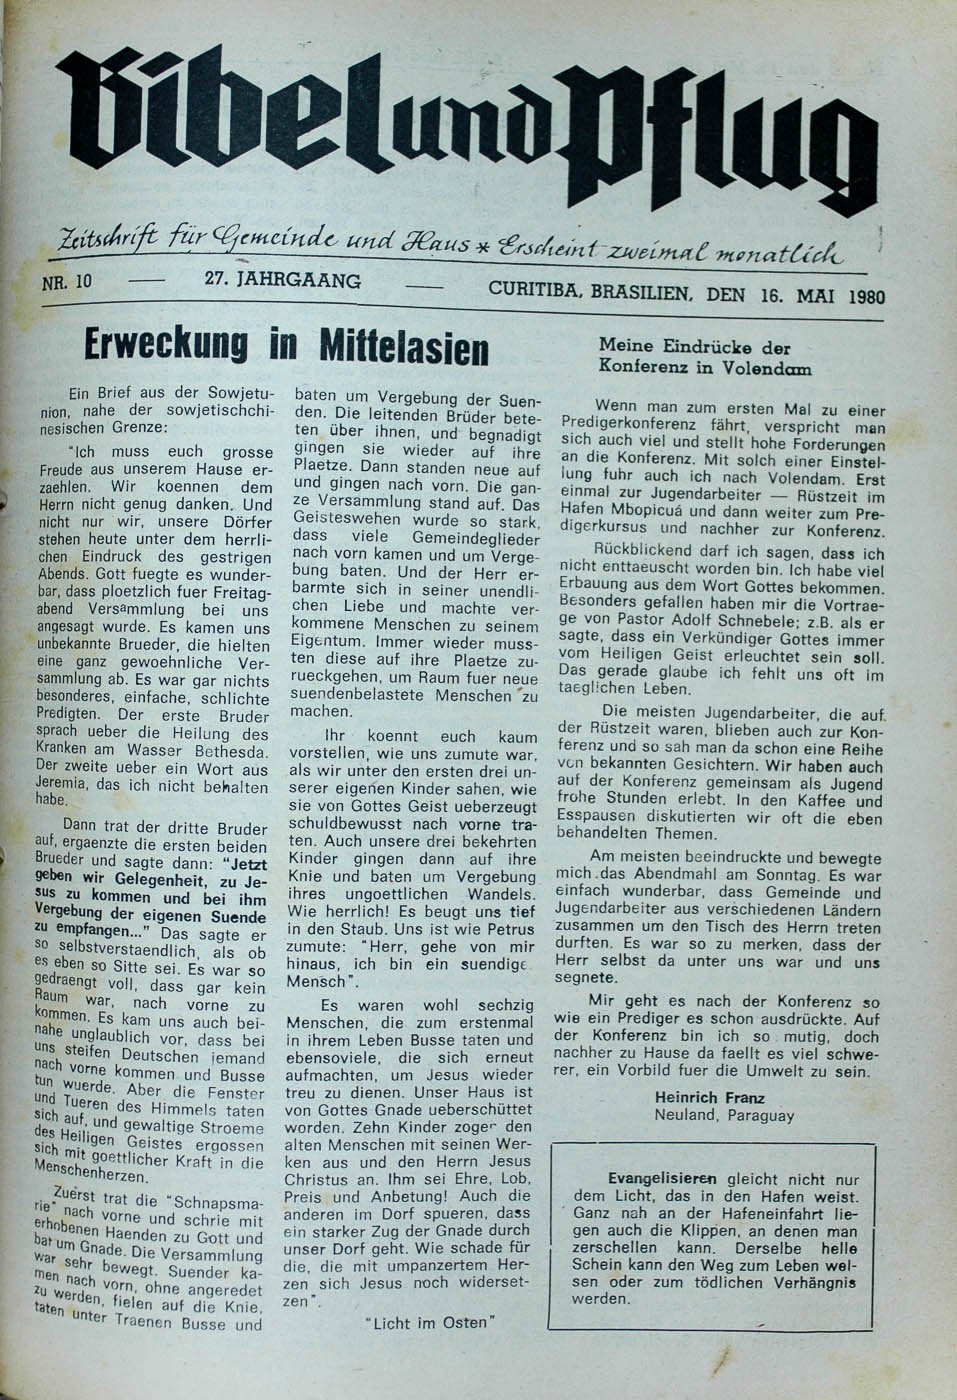 Bibel und Pflug
Zeitschrift für Gemeinde und Haus * Erscheint zweimal monatlich
NR. 10 — 27. JAHRGAANG — CURITIBA, BRASILIEN, DEN 16. MAI 1980
Erweckung in Mittelasien
Ein Brief aus der Sowjetu-
nion, nahe der sowjetischchi-
nesischen Grenze:
"Ich muss euch grosse
Freude aus unserem Hause er-
zaehlen. Wir koennen dem
Herrn nicht genug danken. Und
nicht nur wir, unsere Dörfer
stehen heute unter dem herrli-
chen Eindruck des gestrigen
Abends. Gott fuegte es wunder-
bar, dass ploetzlich fuer Freitag-
abend Versammlung bei uns
angesagt wurde. Es kamen uns
unbekannte Brueder, die hielten
eine ganz gewoehnliche Ver-
sammlung ab. Es war gar nichts
besonderes, einfache, schlichte
Predigten. Der erste Bruder
sprach ueber die Heilung des
Kranken am Wasser Bethesda.
Der zweite ueber ein Wort aus
Jeremia, das ich nicht behalten
habe.
Dann trat der dritte Bruder
auf, ergaenzte die ersten beiden
Brueder und sagte dann: "Jetzt
geben wir Gelegenheit, zu Je-
sus zu kommen und bei ihm
Vergebung der eigenen Suende
zu empfangen..." Das sagte er
so selbstverstaendlich, als ob
es eben so Sitte sei. Es war so
gedraengt voll, dass gar kein
Raum war, nach vorne zu
kommen. Es kam uns auch bei-
nahe unglaublich vor, dass bei
uns steifen Deutschen jemand
nach vorne kommen und Busse
tun wuerde. Aber die Fenster
und Tueren des Himmels taten
sich auf, und gewaltige Stroeme
des Heiligen Geistes ergossen
sich mit goettlicher Kraft in die
Menschenherzen.
Zuerst trat die "Schnapsma-
rie" nach vorne und schrie mit
erhobenen Haenden zu Gott und
bat um Gnade. Die Versammlung
war sehr bewegt. Suender ka-
men nach vorn, ohne angeredet
zu werden, fielen auf die Knie,
taten unter Traenen Busse und
baten um Vergebung der Suen-
den. Die leitenden Brüder bete-
ten über ihnen, und begnadigt
gingen sie wieder auf ihre
Plaetze. Dann standen neue auf
und gingen nach vorn. Die gan-
ze Versammlung stand auf. Das
Geisteswehen wurde so stark,
dass viele Gemeindeglieder
nach vorn kamen und um Verge-
bung baten. Und der Herr er-
barmte sich in seiner unendli-
chen Liebe und machte ver-
kommene Menschen zu seinem
Eigentum. Immer wieder muss-
ten diese auf ihre Plaetze zu-
rueckgehen, um Raum fuer neue
suendenbelastete Menschen zu
machen.
Ihr koennt euch kaum
vorstellen, wie uns zumute war,
als wir unter den ersten drei un-
serer eigenen Kinder sahen, wie
sie von Gottes Geist ueberzeugt
schuldbewusst nach vorne tra-
ten. Auch unsere drei bekehrten
Kinder gingen dann auf ihre
Knie und baten um Vergebung
ihres ungoettlichen Wandels.
Wie herrlich! Es beugt uns tief
in den Staub. Uns ist wie Petrus
zumute: "Herr, gehe von mir
hinaus, ich bin ein suendige
Mensch".
Es waren wohl sechzig
Menschen, die zum erstenmal
in ihrem Leben Busse taten und
ebensoviele, die sich erneut
aufmachten, um Jesus wieder
treu zu dienen. Unser Haus ist
von Gottes Gnade ueberschüttet
worden. Zehn Kinder zogen den
alten Menschen mit seinen Wer-
ken aus und den Herrn Jesus
Christus an. Ihm sei Ehre, Lob,
Preis und Anbetung! Auch die
anderen im Dorf spueren, dass
ein starker Zug der Gnade durch
unser Dorf geht. Wie schade für
die, die mit umpanzertem Her-
zen sich Jesus noch widerset-
zen".
"Licht im Osten"
Meine Eindrücke der
Konferenz in Volendam
Wenn man zum ersten Mal zu einer
Predigerkonferenz fährt, verspricht man
sich auch viel und stellt hohe Forderungen
an die Konferenz. Mit solch einer Einstel-
lung fuhr auch ich nach Volendam. Erst
einmal zur Jugendarbeiter — Rüstzeit im
Hafen Mbopicuá und dann weiter zum Pre-
digerkursus und nachher zur Konferenz.
Rückblickend darf ich sagen, dass ich
nicht enttaeuscht worden bin. Ich habe viel
Erbauung aus dem Wort Gottes bekommen.
Besonders gefallen haben mir die Vortrae-
ge von Pastor Adolf Schnebele; z.B. als er
sagte, dass ein Verkündiger Gottes immer
vom Heiligen Geist erleuchtet sein soll.
Das gerade glaube ich fehlt uns oft im
taeglichen Leben.
Die meisten Jugendarbeiter, die auf
der Rüstzeit waren, blieben auch zur Kon-
ferenz und so sah man da schon eine Reihe
von bekannten Gesichtern. Wir haben auch
auf der Konferenz gemeinsam als Jugend
frohe Stunden erlebt. In den Kaffee und
Esspausen diskutierten wir oft die eben
behandelten Themen.
Am meisten beeindruckte und bewegte
mich das Abendmahl am Sonntag. Es war
einfach wunderbar, dass Gemeinde und
Jugendarbeiter aus verschiedenen Ländern
zusammen um den Tisch des Herrn treten
durften. Es war so zu merken, dass der
Herr selbst da unter uns war und uns
segnete.
Mir geht es nach der Konferenz so
wie ein Prediger es schon ausdrückte. Auf
der Konferenz bin ich so mutig, doch
nachher zu Hause da faellt es viel schwe-
rer, ein Vorbild fuer die Umwelt zu sein.
Heinrich Franz
Neuland, Paraguay
Evangelisieren gleicht nicht nur
dem Licht, das in den Hafen weist.
Ganz nah an der Hafeneinfahrt lie-
gen auch die Klippen, an denen man
zerschellen kann. Derselbe helle
Schein kann den Weg zum Leben wei-
sen oder zum tödlichen Verhängnis
werden.